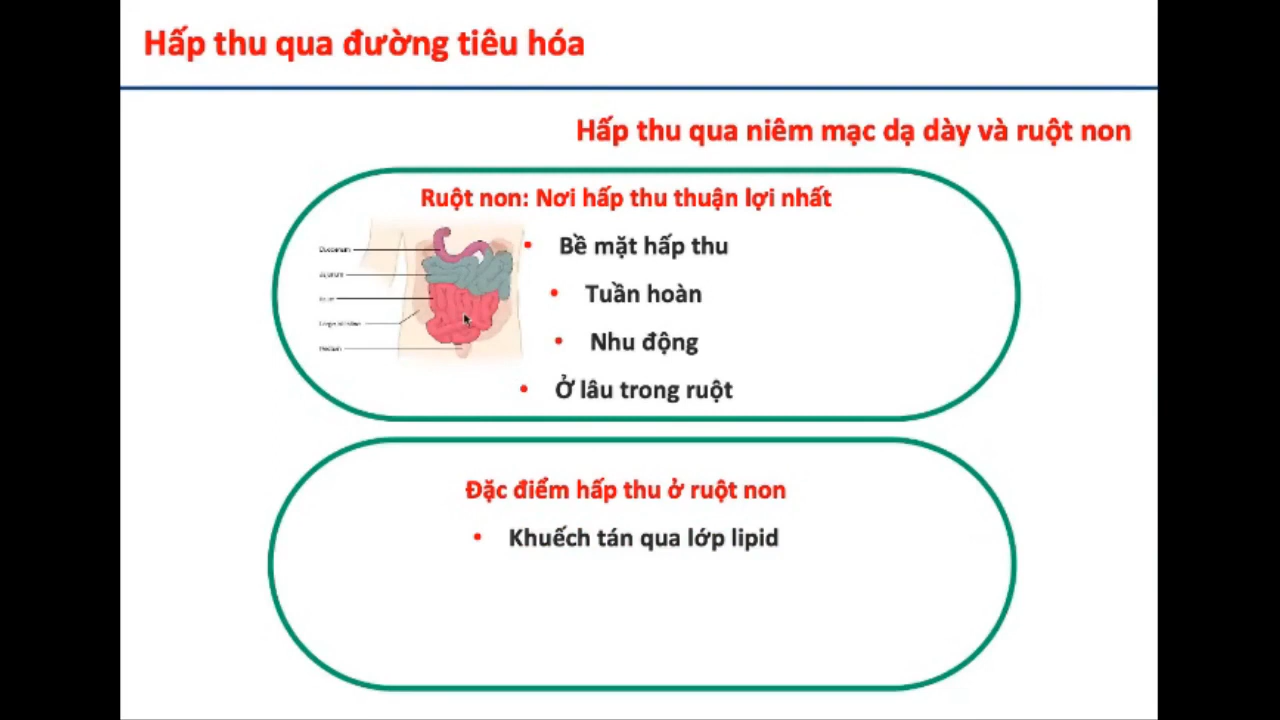 Hấp thu qua đường tiêu hóa
Hấp thu qua niêm mạc dạ dày và ruột non
Ruột non: Nơi hấp thu thuận lợi nhất
• Bề mặt hấp thu
• Tuần hoàn
• Nhu động
• Ở lâu trong ruột
Đặc điểm hấp thu ở ruột non
• Khuếch tán qua lớp lipid